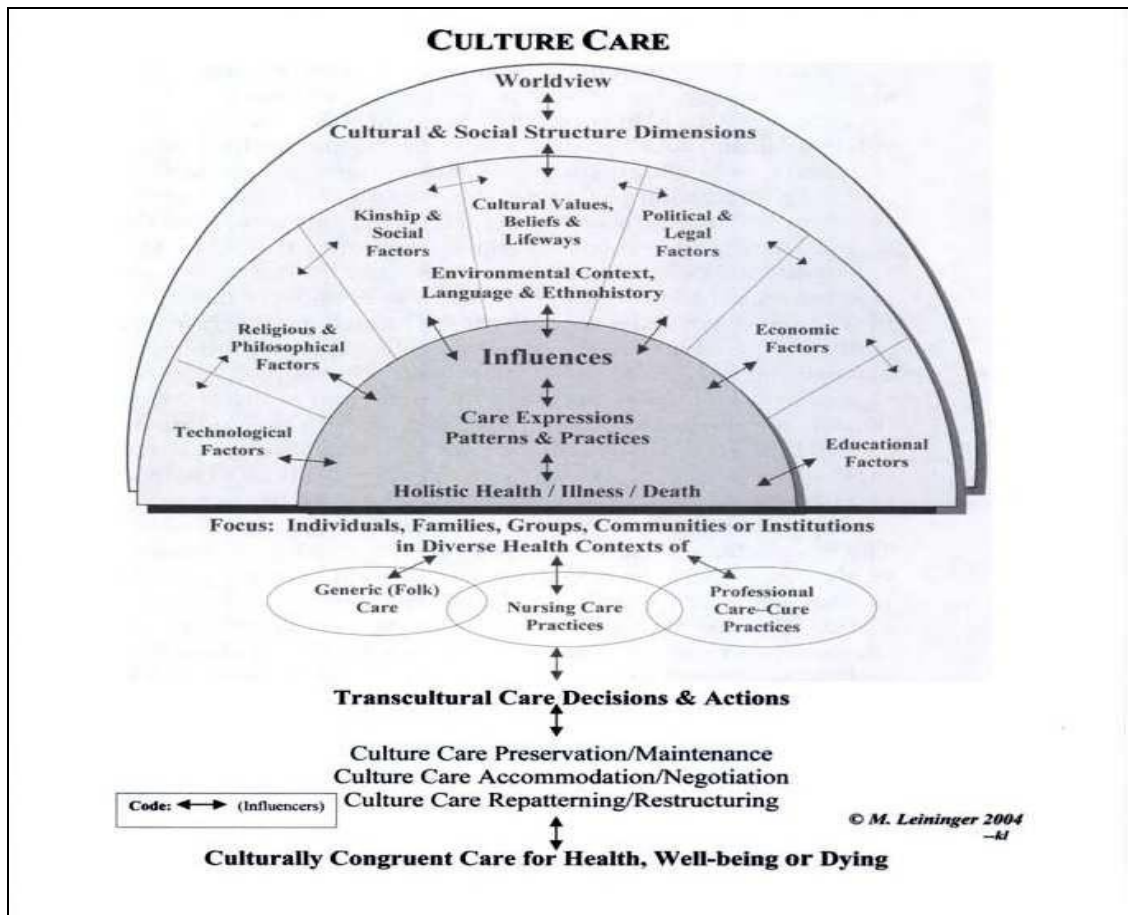 CULTURE CARE
Worldview
Cultural & Social Structure Dimensions
Kinship &
Social
Factors
Cultural Values,
Beliefs &
Lifeways
Political &
Legal
Factors
Environmental Context,
Language & Ethnohistory
Religious &
Philosophical
Factors
Economic
Factors
Technological
Factors
Educational
Factors
Influences
Care Expressions
Patterns & Practices
Holistic Health / Illness / Death
Focus: Individuals, Families, Groups, Communities or Institutions
in Diverse Health Contexts of
Generic (Folk)
Care
Nursing Care
Practices
Professional
Care–Cure
Practices
Transcultural Care Decisions & Actions
Culture Care Preservation/Maintenance
Culture Care Accommodation/Negotiation
Culture Care Repatterning/Restructuring
Code: (Influencers)
© M. Leininger 2004
--kl
Culturally Congruent Care for Health, Well-being or Dying